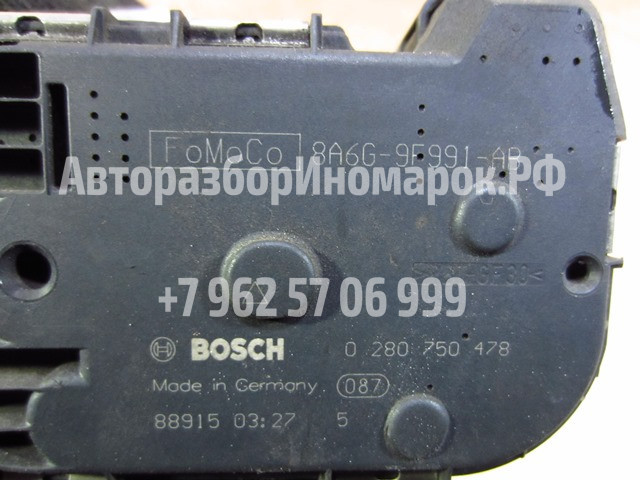 FoMoCo 8A6G-9F991-AB
АвторазборИномарок.РФ
+7 962 57 06 999
BOSCH 0 280 750 478
Made in Germany 087
88915 03:27 5